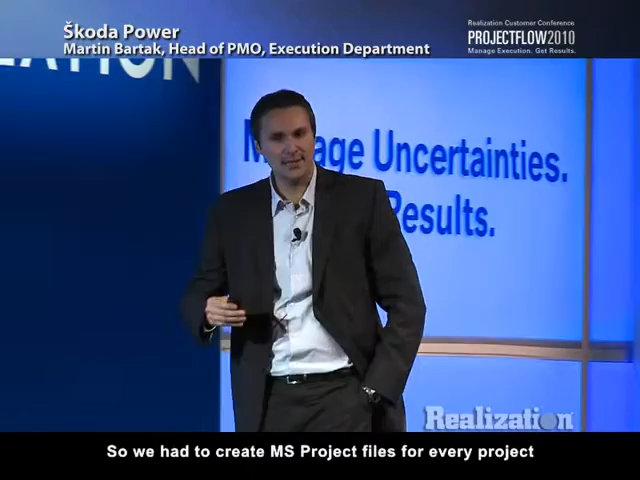 Škoda Power
Martin Bartak, Head of PMO, Execution Department
Realization Customer Conference
PROJECTFLOW2010
Manage Execution. Get Results.
Uncertainties.
Results.
Realization
So we had to create MS Project files for every project